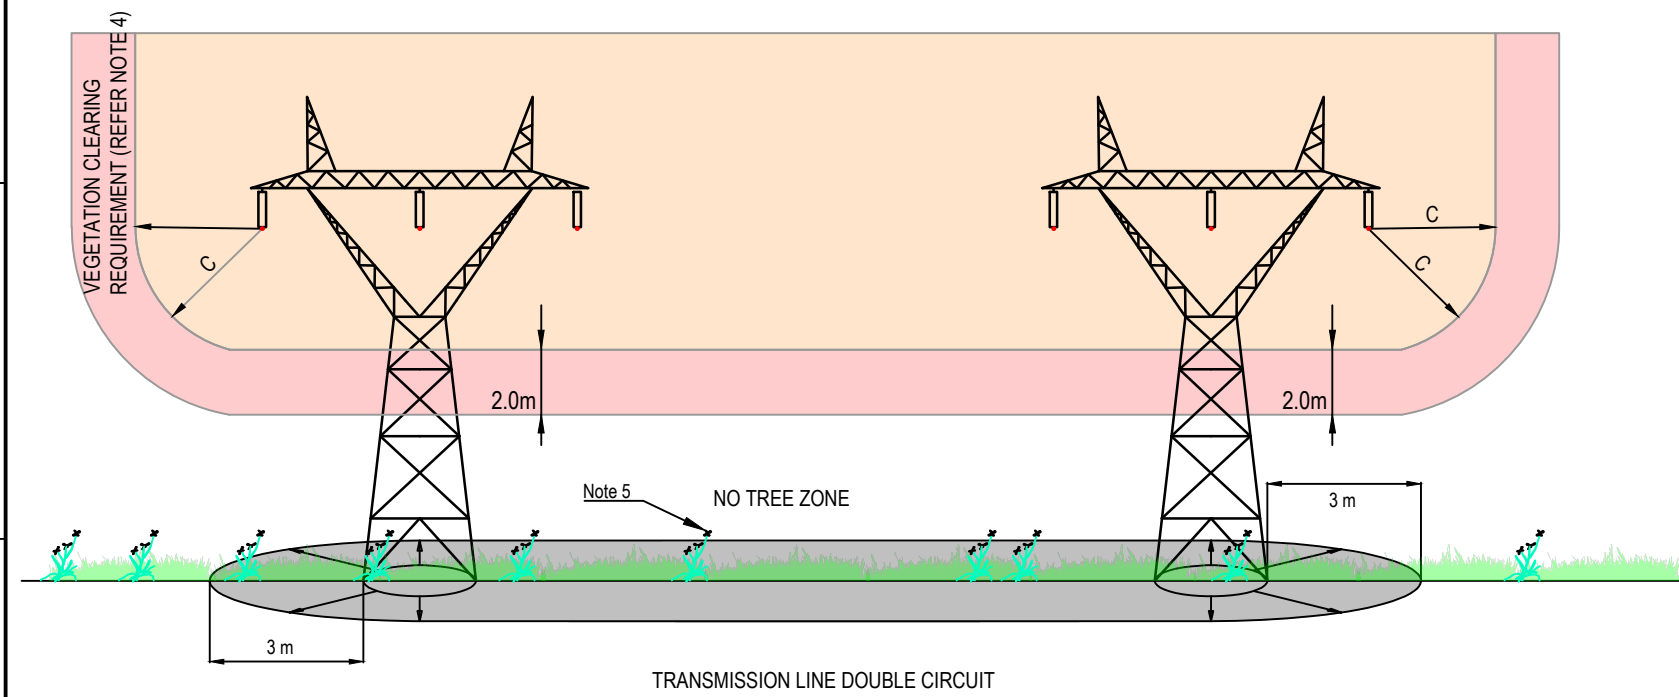 VEGETATION CLEARING
REQUIREMENT (REFER NOTE 4)
C
C
C
2.0m
2.0m
Note 5
NO TREE ZONE
3 m
3 m
TRANSMISSION LINE DOUBLE CIRCUIT